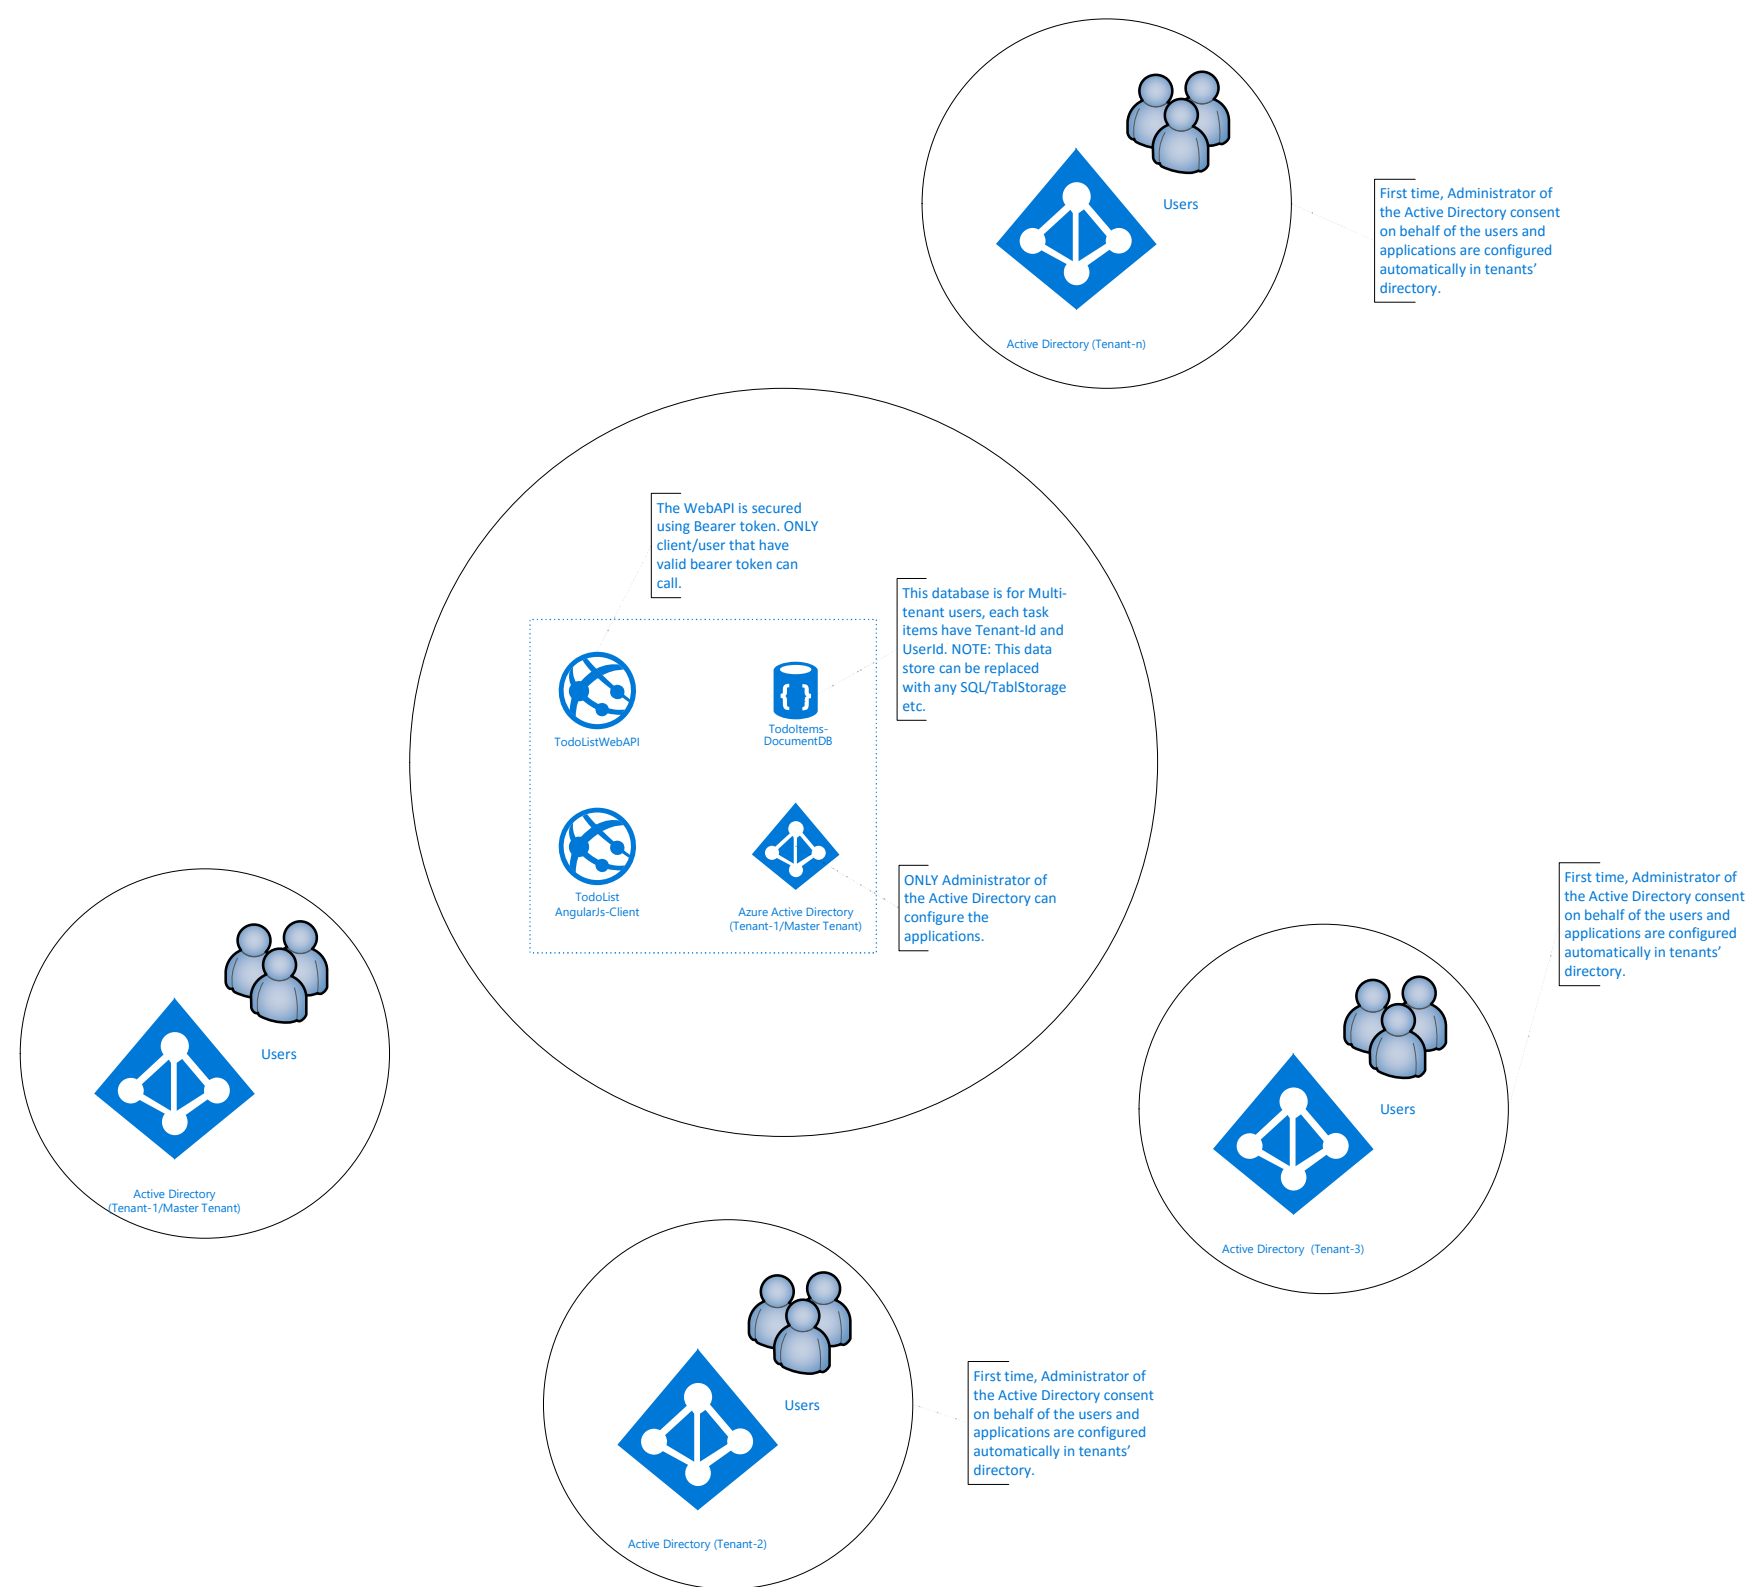 Users
Active Directory (Tenant-n)
First time, Administrator of
the Active Directory consent
on behalf of the users and
applications are configured
automatically in tenants’
directory.
The WebAPI is secured
using Bearer token. ONLY
client/user that have
valid bearer token can
call.
This database is for Multi-
tenant users, each task
items have Tenant-Id and
UserId. NOTE: This data
store can be replaced
with any SQL/TablStorage
etc.
TodoListWebAPI
TodoItems-
DocumentDB
TodoList
AngularJs-Client
Azure Active Directory
(Tenant-1/Master Tenant)
ONLY Administrator of
the Active Directory can
configure the
applications.
Users
Active Directory
(Tenant-1/Master Tenant)
First time, Administrator of
the Active Directory consent
on behalf of the users and
applications are configured
automatically in tenants’
directory.
Users
Active Directory  (Tenant-3)
Users
Active Directory (Tenant-2)
First time, Administrator of
the Active Directory consent
on behalf of the users and
applications are configured
automatically in tenants’
directory.